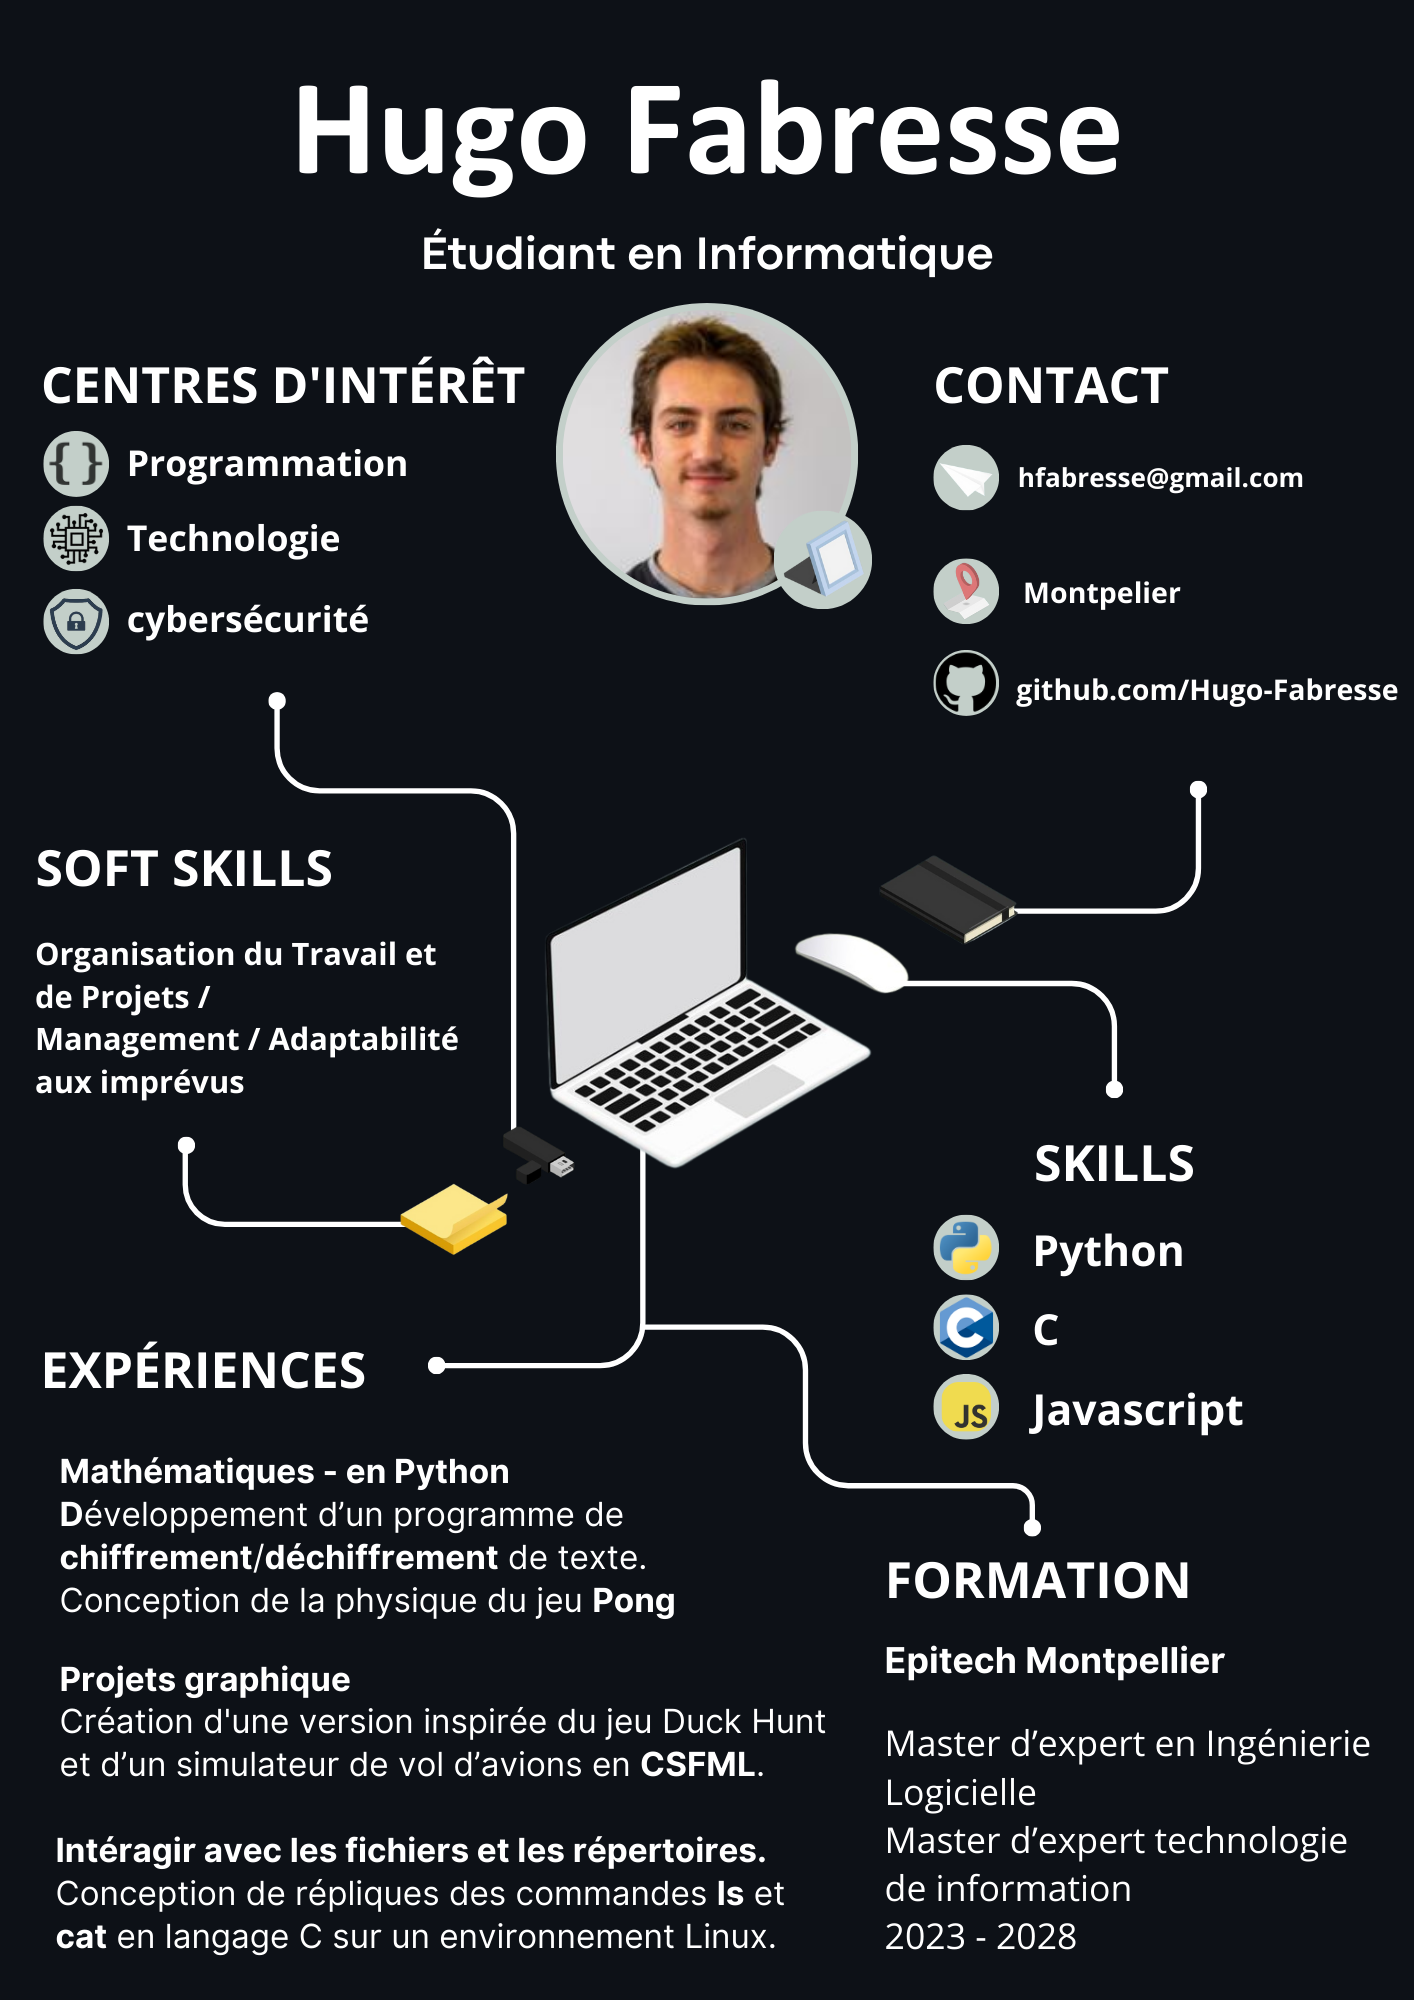 Hugo Fabresse
Étudiant en Informatique
CENTRES D'INTÉRÊT
{} Programmation
Technologie
cybersécurité
CONTACT
hfabresse@gmail.com
Montpelier
github.com/Hugo-Fabresse
SOFT SKILLS
Organisation du Travail et
de Projets /
Management / Adaptabilité
aux imprévus
SKILLS
Python
C C
JS Javascript
EXPÉRIENCES
Mathématiques - en Python
Développement d’un programme de
chiffrement/déchiffrement de texte.
Conception de la physique du jeu Pong
Projets graphique
Création d'une version inspirée du jeu Duck Hunt
et d’un simulateur de vol d’avions en CSFML.
Intéragir avec les fichiers et les répertoires.
Conception de répliques des commandes ls et
cat en langage C sur un environnement Linux.
FORMATION
Epitech Montpellier
Master d’expert en Ingénierie
Logicielle
Master d’expert technologie
de information
2023 - 2028